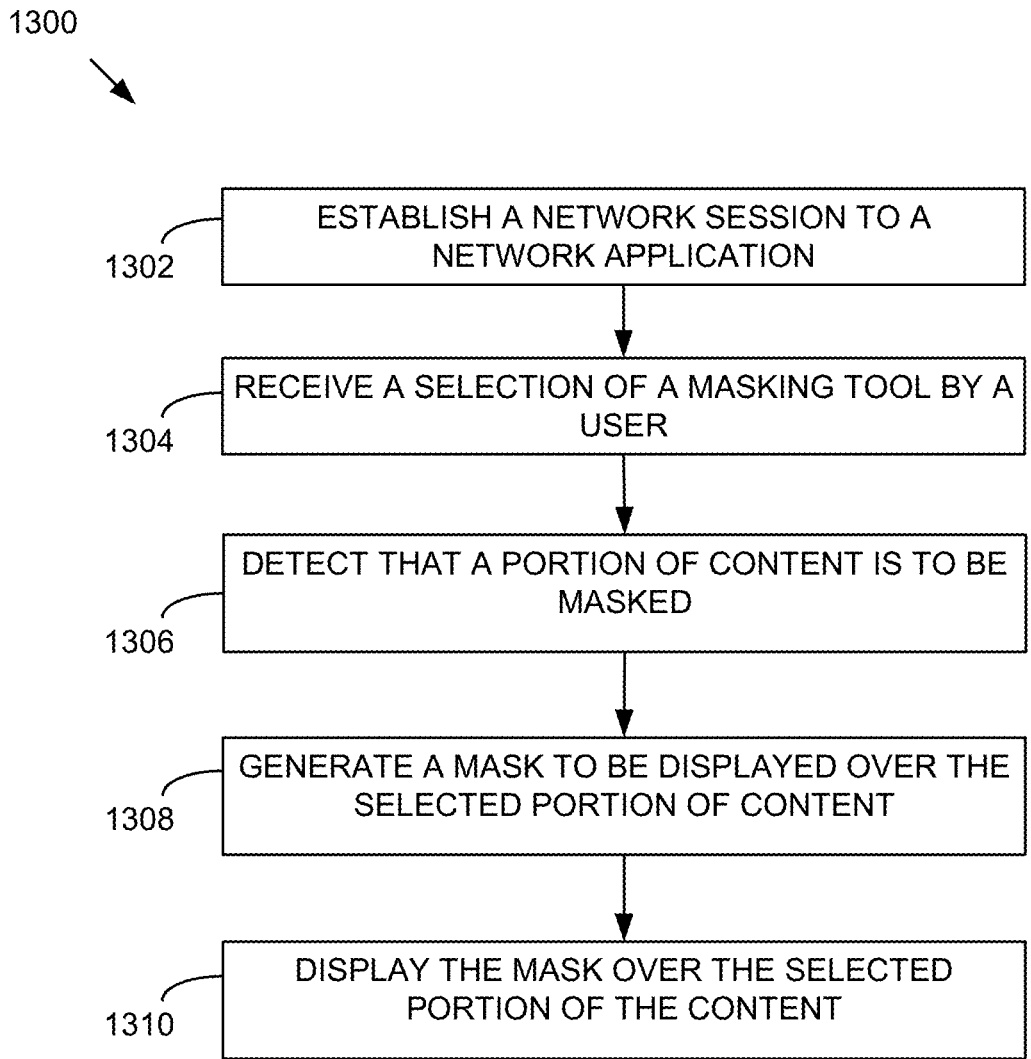 1300
ESTABLISH A NETWORK SESSION TO A
NETWORK APPLICATION
1302
RECEIVE A SELECTION OF A MASKING TOOL BY A
USER
1304
DETECT THAT A PORTION OF CONTENT IS TO BE
MASKED
1306
GENERATE A MASK TO BE DISPLAYED OVER THE
SELECTED PORTION OF CONTENT
1308
DISPLAY THE MASK OVER THE SELECTED
PORTION OF THE CONTENT
1310